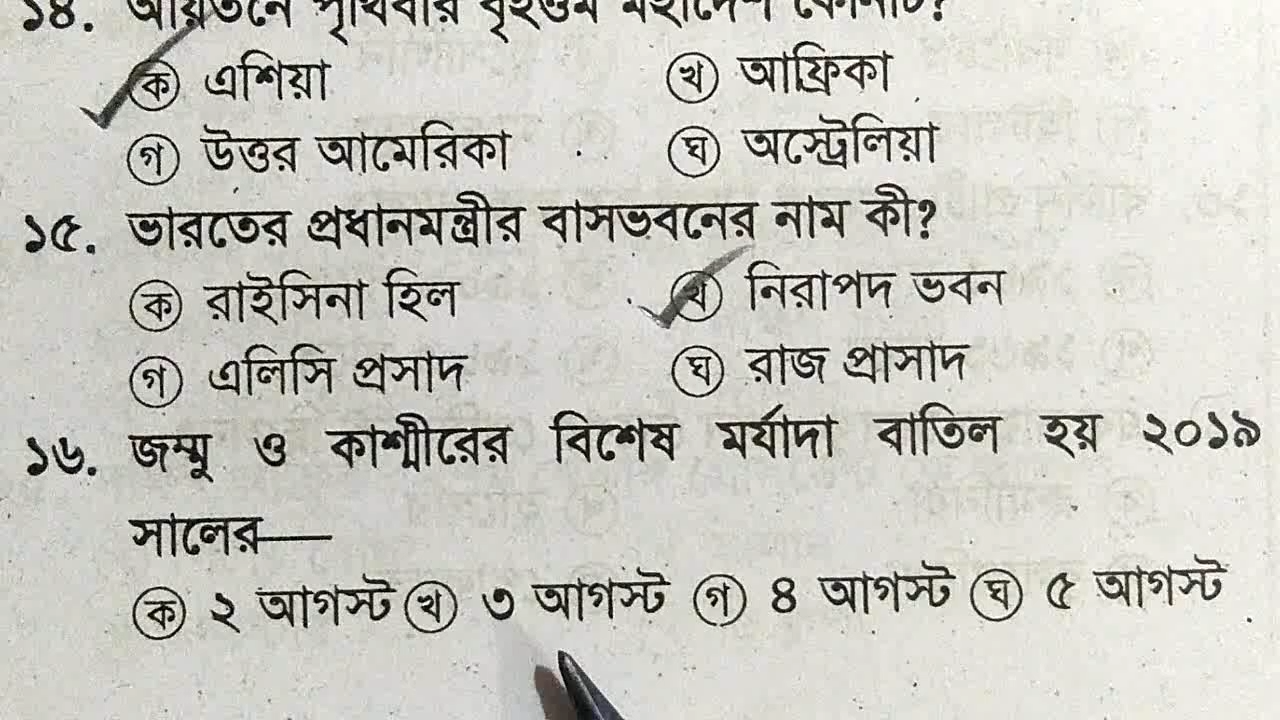 ১৪. আয়তনে পৃথিবীর বৃহত্তম মহাদেশ কোনটি?
ক এশিয়া খ আফ্রিকা
গ উত্তর আমেরিকা ঘ অস্ট্রেলিয়া
১৫. ভারতের প্রধানমন্ত্রীর বাসভবনের নাম কী?
ক রাইসিনা হিল খ নিরাপদ ভবন
গ এলিসি প্রসাদ ঘ রাজ প্রাসাদ
১৬. জম্মু ও কাশ্মীরের বিশেষ মর্যাদা বাতিল হয় ২০১৯
সালের—
ক ২ আগস্ট খ ৩ আগস্ট গ ৪ আগস্ট ঘ ৫ আগস্ট